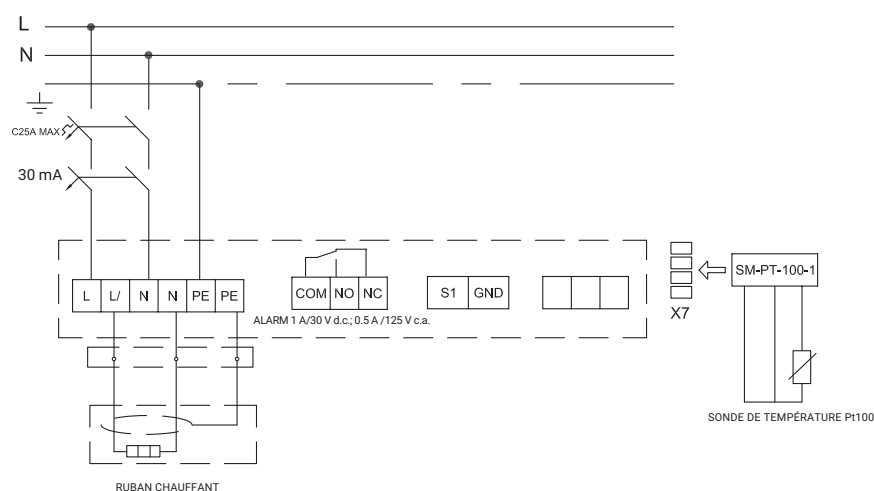 L
N
C25A MAX
30 mA
L L/ N N PE PE
COM NO NC
S1 GND
SM-PT-100-1
X7
ALARM 1 A/30 V d.c.; 0.5 A /125 V c.a.
SONDE DE TEMPÉRATURE Pt100
RUBAN CHAUFFANT